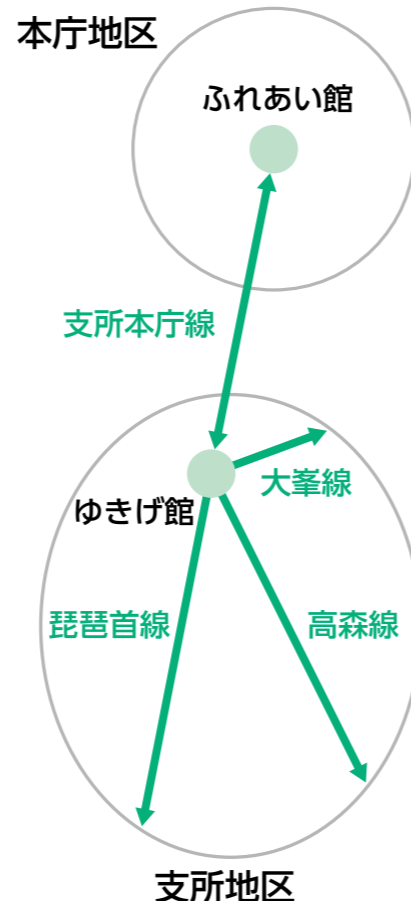 本庁地区
ふれあい館
支所本庁線
大峯線
ゆきげ館
琵琶首線
高森線
支所地区